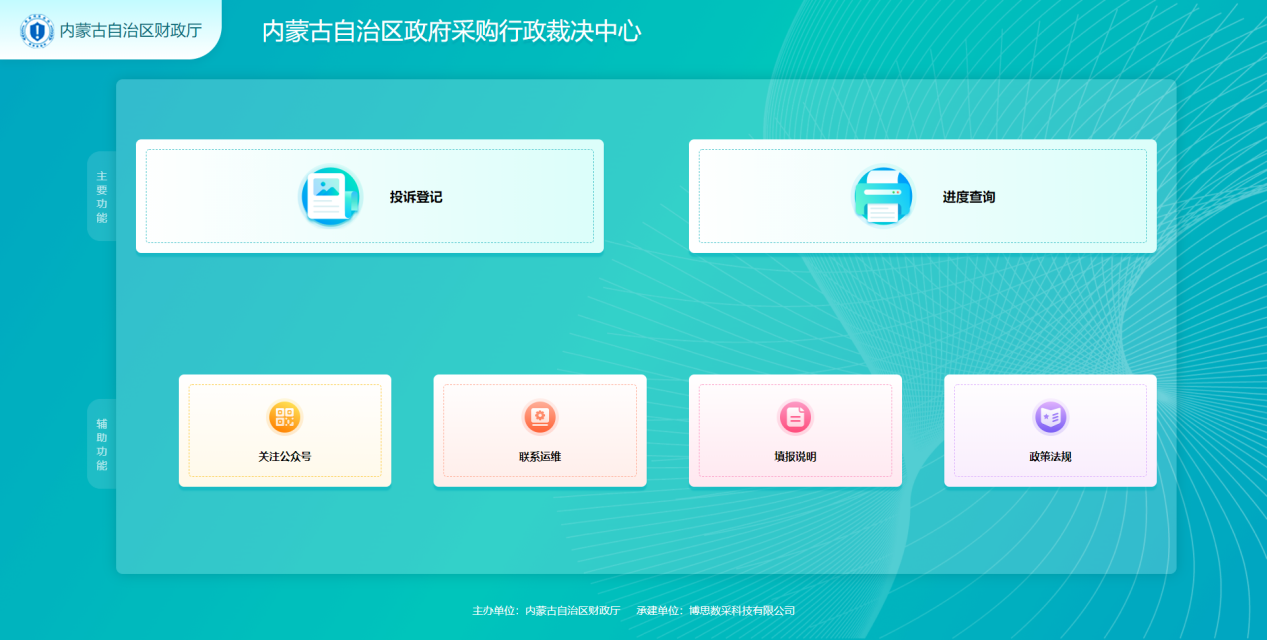 内蒙古自治区财政厅
内蒙古自治区政府采购行政裁决中心
主要功能
投诉登记
进度查询
辅助功能
关注公众号
联系运维
填报说明
政策法规
主办单位：内蒙古自治区财政厅 承建单位：博思数采科技有限公司